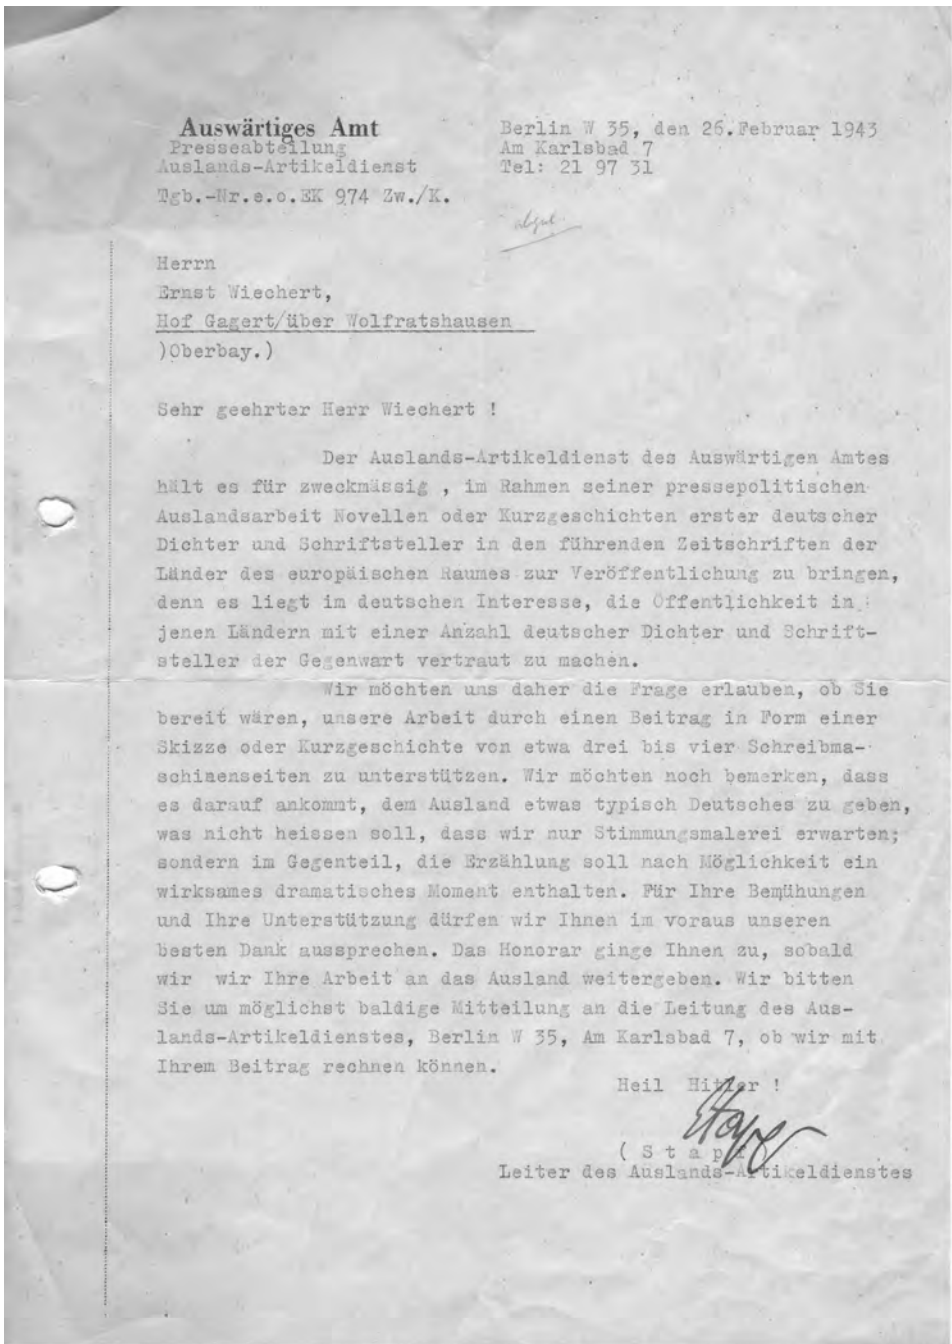 Auswärtiges Amt
Presseabteilung
Auslands-Artikeldienst
Tgb.-Nr.e.o.EK 974 Zw./K.
Berlin W 35, den 26.Februar 1943
Am Karlsbad 7
Tel: 21 97 31
Herrn
Ernst Wiechert,
Hof Gagert/über Wolfratshausen
)Oberbay.)
Sehr geehrter Herr Wiechert !
Der Auslands-Artikeldienst des Auswärtigen Amtes
hält es für zweckmässig , im Rahmen seiner pressepolitischen
Auslandsarbeit Novellen oder Kurzgeschichten erster deutscher
Dichter und Schriftsteller in den führenden Zeitschriften der
Länder des europäischen Raumes zur Veröffentlichung zu bringen,
denn es liegt im deutschen Interesse, die Öffentlichkeit in
jenen Ländern mit einer Anzahl deutscher Dichter und Schrift-
steller der Gegenwart vertraut zu machen.
Wir möchten uns daher die Frage erlauben, ob Sie
bereit wären, unsere Arbeit durch einen Beitrag in Form einer
Skizze oder Kurzgeschichte von etwa drei bis vier Schreibma-
schinenseiten zu unterstützen. Wir möchten noch bemerken, dass
es darauf ankommt, dem Ausland etwas typisch Deutsches zu geben,
was nicht heissen soll, dass wir nur Stimmungsmalerei erwarten;
sondern im Gegenteil, die Erzählung soll nach Möglichkeit ein
wirksames dramatisches Moment enthalten. Für Ihre Bemühungen
und Ihre Unterstützung dürfen wir Ihnen im voraus unseren
besten Dank aussprechen. Das Honorar ginge Ihnen zu, sobald
wir wir Ihre Arbeit an das Ausland weitergeben. Wir bitten
Sie um möglichst baldige Mitteilung an die Leitung des Aus-
lands-Artikeldienstes, Berlin W 35, Am Karlsbad 7, ob wir mit
Ihrem Beitrag rechnen können.
Heil Hitler !
Leiter des Auslands-Artikeldienstes